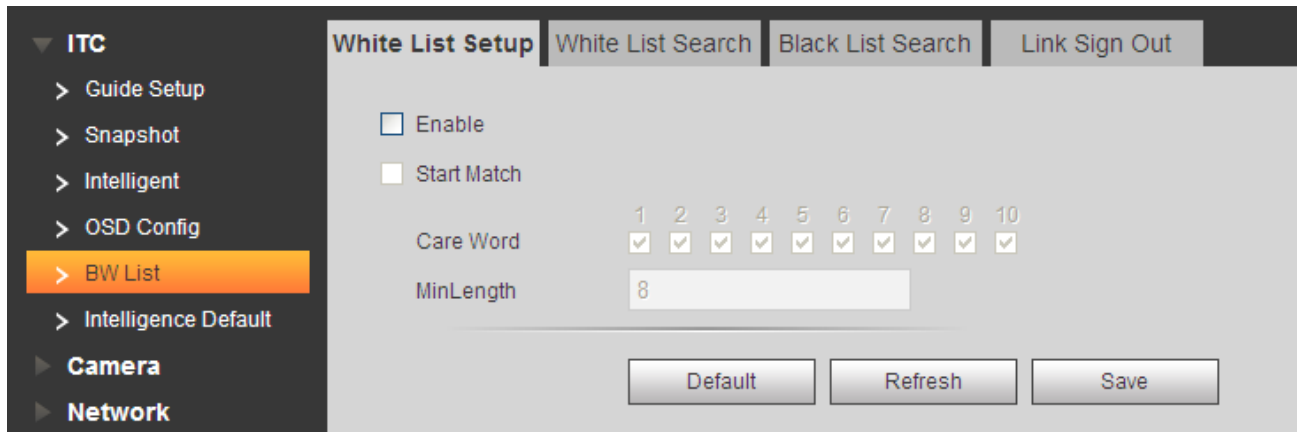 ITC
Guide Setup
Snapshot
Intelligent
OSD Config
BW List
Intelligence Default
Camera
Network
White List Setup White List Search Black List Search Link Sign Out
Enable
Start Match
1 2 3 4 5 6 7 8 9 10
Care Word
MinLength 8
Default Refresh Save